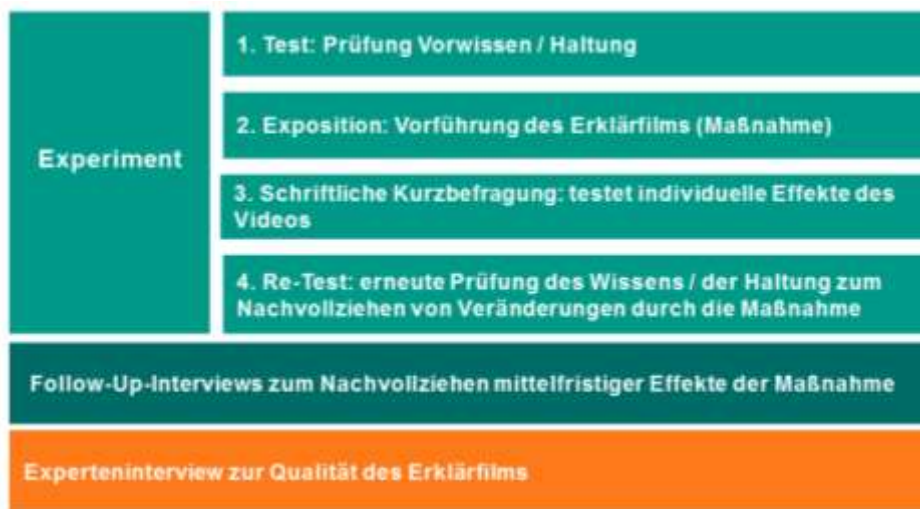 Experiment
1. Test: Prüfung Vorwissen / Haltung
2. Exposition: Vorführung des Erklärfilms (Maßnahme)
3. Schriftliche Kurzbefragung: testet individuelle Effekte des
Videos
4. Re-Test: erneute Prüfung des Wissens / der Haltung zum
Nachvollziehen von Veränderungen durch die Maßnahme
Follow-Up-Interviews zum Nachvollziehen mittelfristiger Effekte der Maßnahme
Experteninterview zur Qualität des Erklärfilms